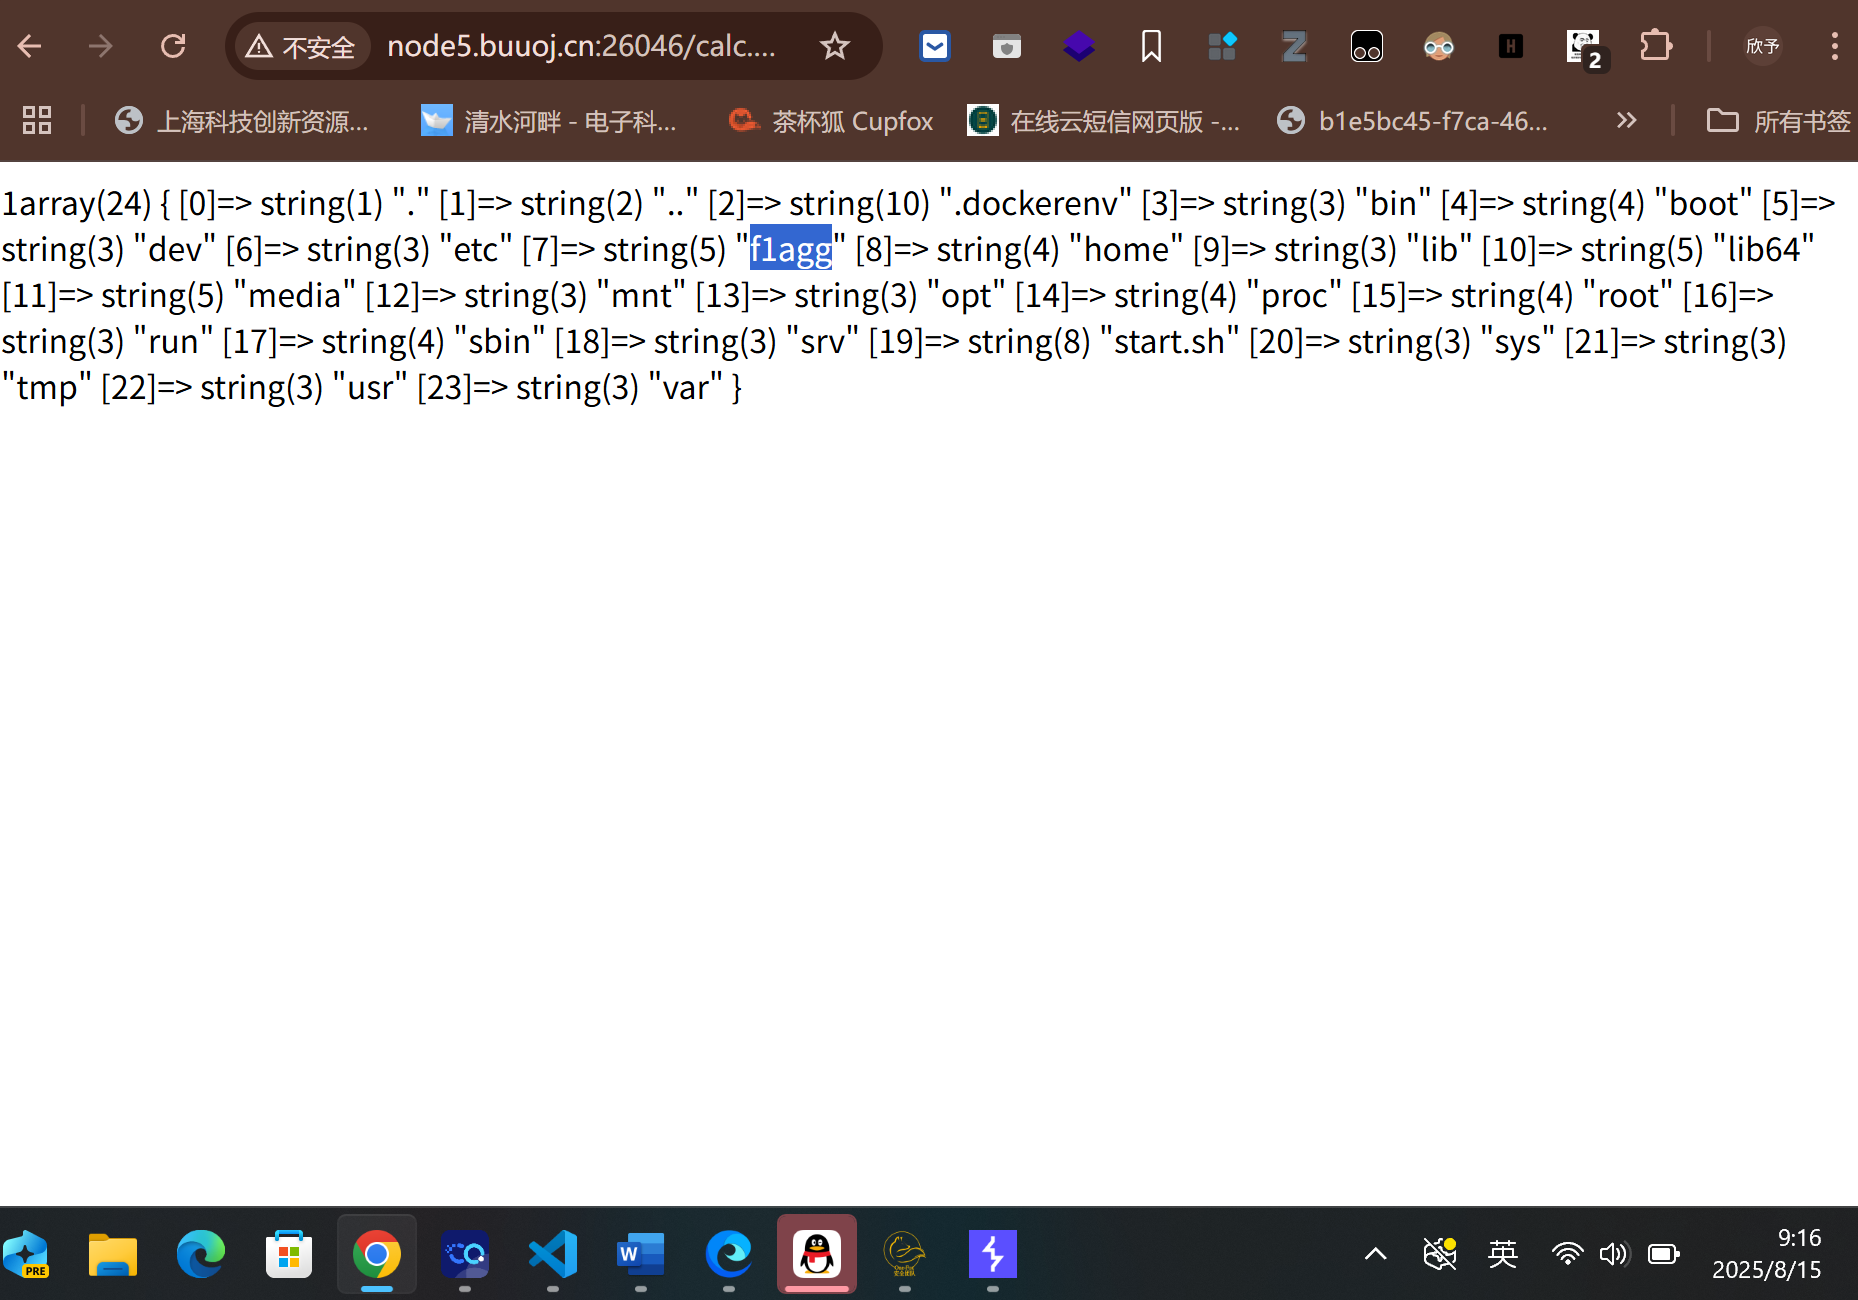 不安全
node5.buuoj.cn:26046/calc....
2
欣予
上海科技创新资源...
清水河畔 - 电子科...
茶杯狐 Cupfox
在线云短信网页版 -...
b1e5bc45-f7ca-46...
所有书签
1array(24) { [0]=> string(1) "." [1]=> string(2) ".." [2]=> string(10) ".dockerenv" [3]=> string(3) "bin" [4]=> string(4) "boot" [5]=>
string(3) "dev" [6]=> string(3) "etc" [7]=> string(5) "f1agg" [8]=> string(4) "home" [9]=> string(3) "lib" [10]=> string(5) "lib64"
[11]=> string(5) "media" [12]=> string(3) "mnt" [13]=> string(3) "opt" [14]=> string(4) "proc" [15]=> string(4) "root" [16]=>
string(3) "run" [17]=> string(4) "sbin" [18]=> string(3) "srv" [19]=> string(8) "start.sh" [20]=> string(3) "sys" [21]=> string(3)
"tmp" [22]=> string(3) "usr" [23]=> string(3) "var" }
PRE
英
9:16
2025/8/15